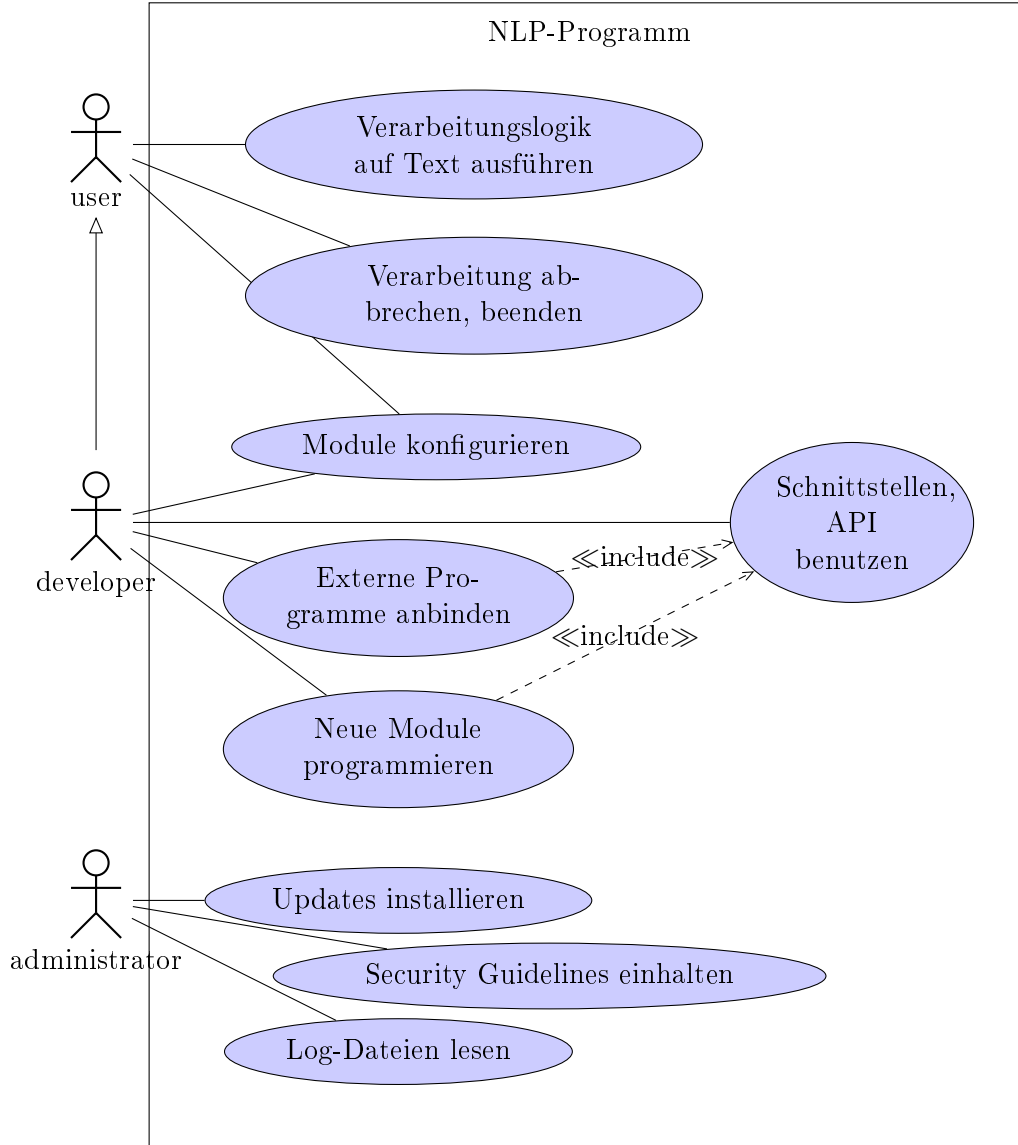 NLP-Programm
Verarbeitungslogik
auf Text ausführen
user
Verarbeitung ab-
brechen, beenden
Module konfigurieren
Schnittstellen,
API
benutzen
developer
Externe Pro-
gramme anbinden
≪include≫
≪include≫
Neue Module
programmieren
Updates installieren
administrator
Security Guidelines einhalten
Log-Dateien lesen